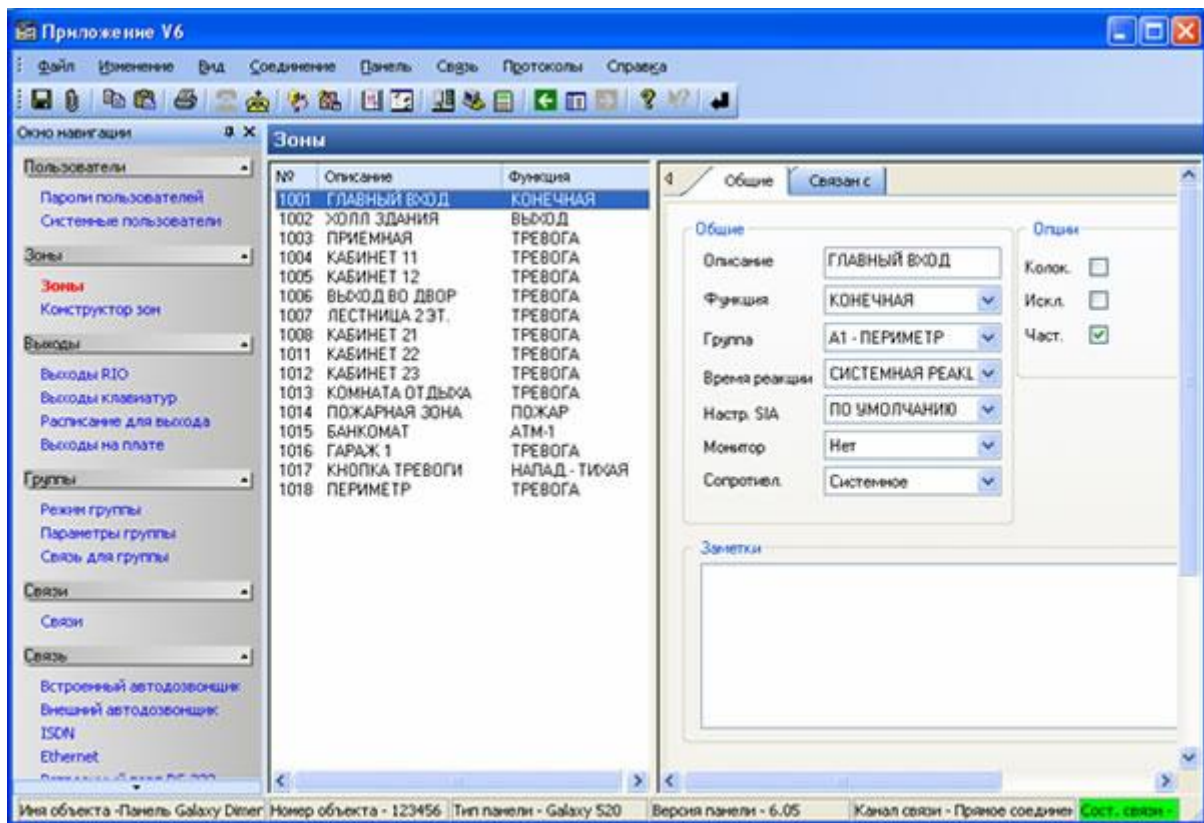 Приложение V6
Файл Изменение Вид Соединение Панель Связь Протоколы Справка
Окно навигации
Пользователи
Пароли пользователей
Системные пользователи
Зоны
Зоны
Конструктор зон
Выходы
Выходы RIO
Выходы клавиатур
Расписание для выхода
Выходы на плате
Группы
Режим группы
Параметры группы
Связь для группы
Связи
Связи
Связь
Встроенный автодозвонщик
Внешний автодозвонщик
ISDN
Ethernet
Зоны
№ Описание Функция
1001 ГЛАВНЫЙ ВХОД КОНЕЧНАЯ
1002 ХОЛЛ ЗДАНИЯ ВЫХОД
1003 ПРИЕМНАЯ ТРЕВОГА
1004 КАБИНЕТ 11 ТРЕВОГА
1005 КАБИНЕТ 12 ТРЕВОГА
1006 ВЫХОД ВО ДВОР ТРЕВОГА
1007 ЛЕСТНИЦА 2 ЭТ. ТРЕВОГА
1008 КАБИНЕТ 21 ТРЕВОГА
1011 КАБИНЕТ 22 ТРЕВОГА
1012 КАБИНЕТ 23 ТРЕВОГА
1013 КОМНАТА ОТДЫХА ТРЕВОГА
1014 ПОЖАРНАЯ ЗОНА ПОЖАР
1015 БАНКОМАТ ATM-1
1016 ГАРАЖ 1 ТРЕВОГА
1017 КНОПКА ТРЕВОГИ НАПАД - ТИХАЯ
1018 ПЕРИМЕТР ТРЕВОГА
Общие Связан с
Общие
Описание ГЛАВНЫЙ ВХОД
Функция КОНЕЧНАЯ
Группа A1 - ПЕРИМЕТР
Время реакции СИСТЕМНАЯ РЕАКЦ
Настр. SIA ПО УМОЛЧАНИЮ
Монитор Нет
Сопротивл. Системное
Опции
Колок.
Искл.
Част.
Заметки
Имя объекта -Панель Galaxy Dimer Номер объекта - 123456 Тип панели - Galaxy 520 Версия панели - 6.05 Канал связи - Прямое соединен Сост. связи -